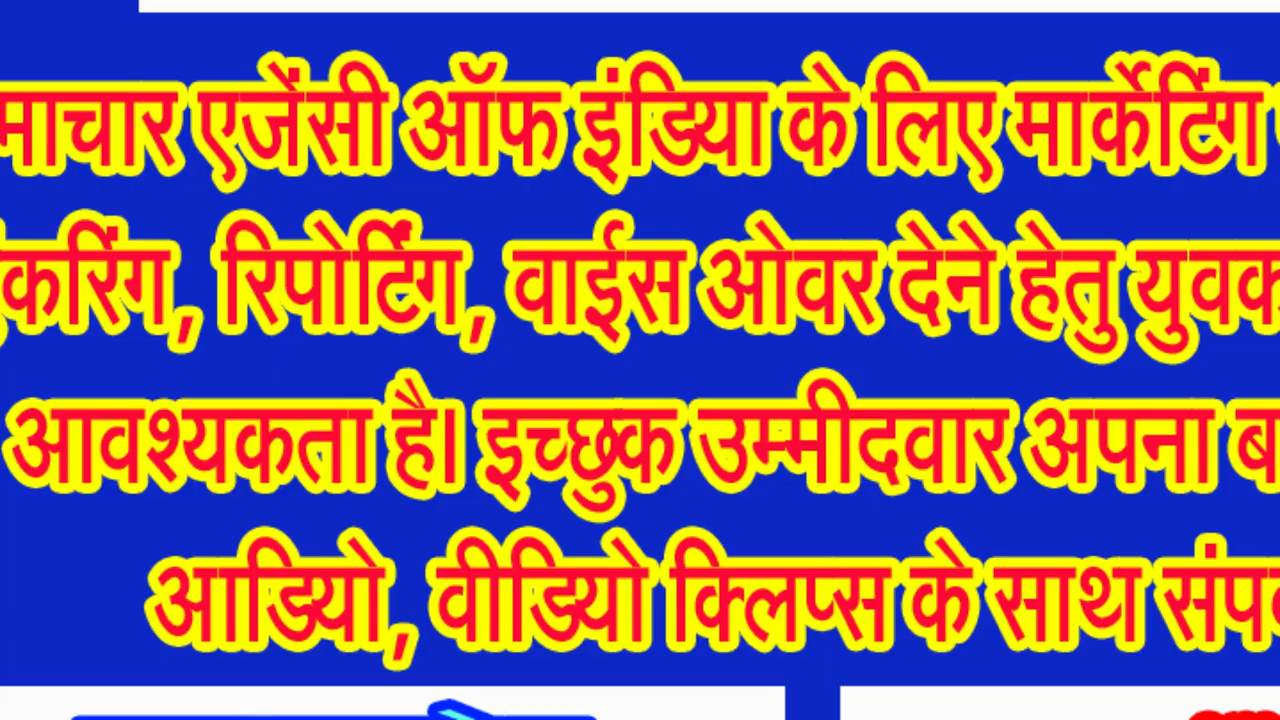 माचार एजेंसी ऑफ इंडिया के लिए मार्केटिंग
करिंग, रिपोर्टिंग, वाईस ओवर देने हेतु युवक
आवश्यकता है। इच्छुक उम्मीदवार अपना ब
आडियो, वीडियो क्लिप्स के साथ संप